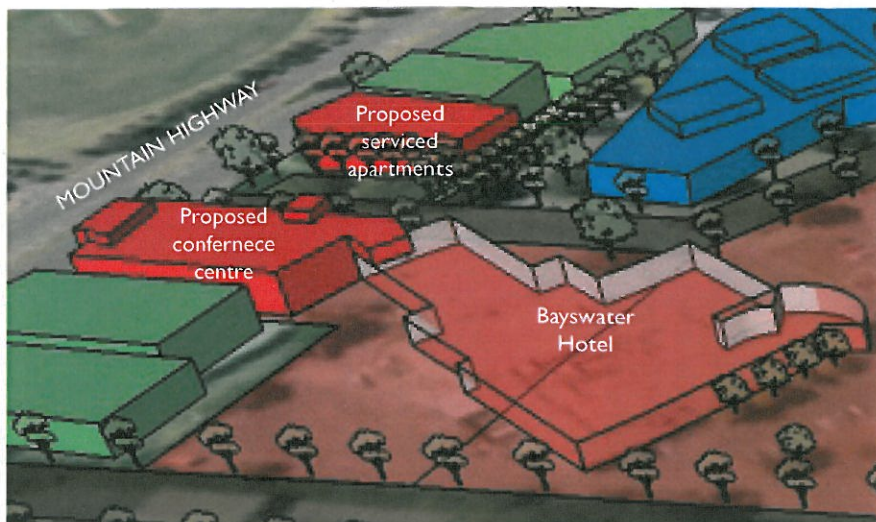 Proposed
serviced
apartments
MOUNTAIN HIGHWAY
Proposed
confernece
centre
Bayswater
Hotel